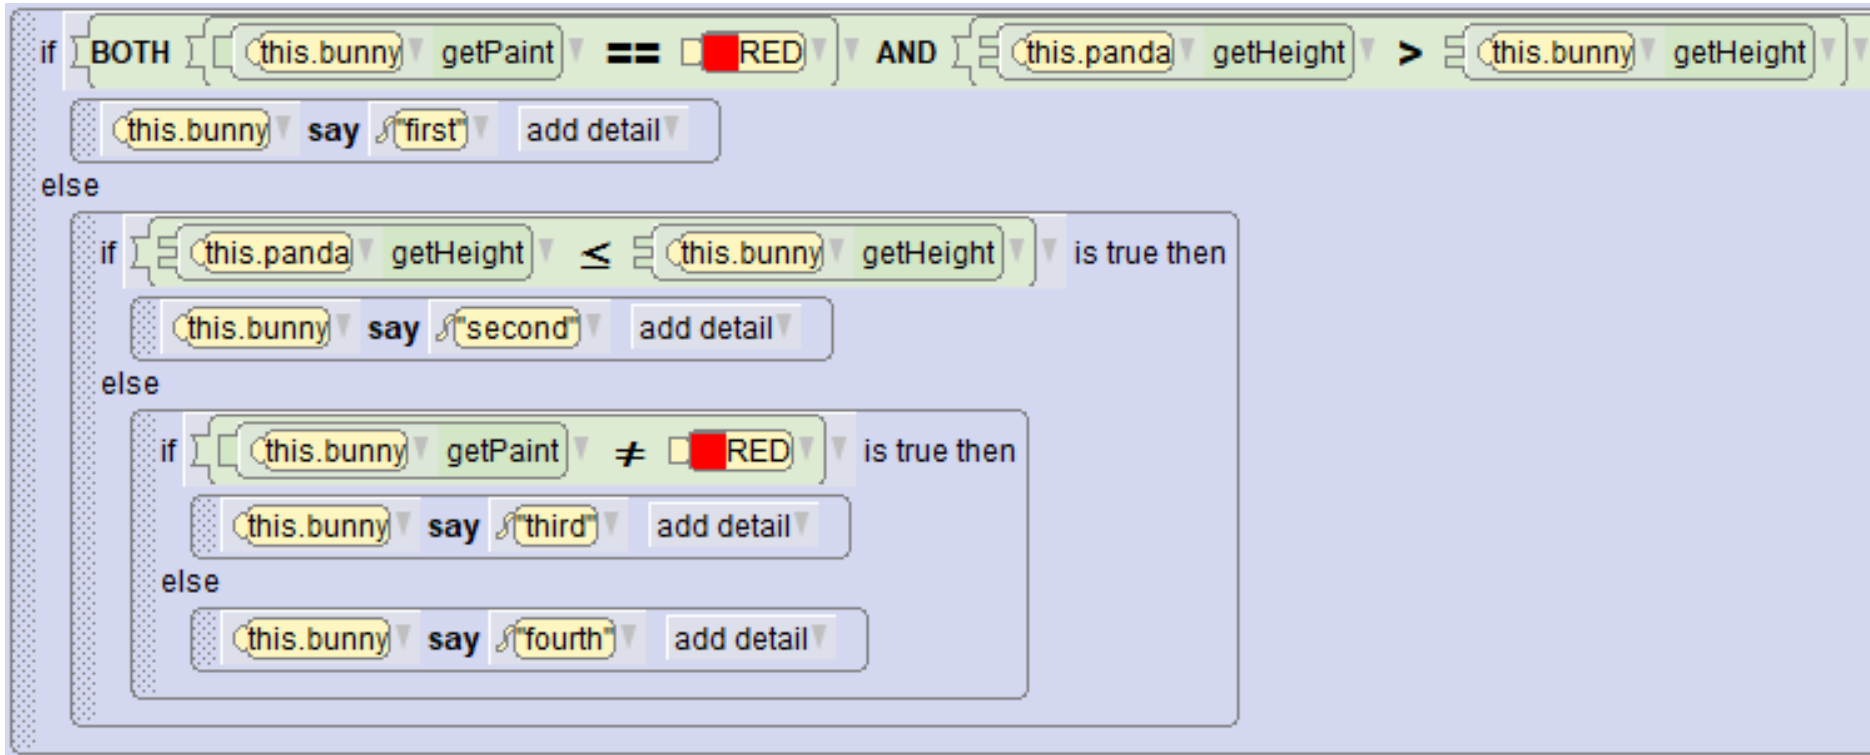 if BOTH this.bunny getPaint == RED AND this.panda getHeight > this.bunny getHeight
this.bunny say "first" add detail
else
if this.panda getHeight ≤ this.bunny getHeight is true then
this.bunny say "second" add detail
else
if this.bunny getPaint ≠ RED is true then
this.bunny say "third" add detail
else
this.bunny say "fourth" add detail